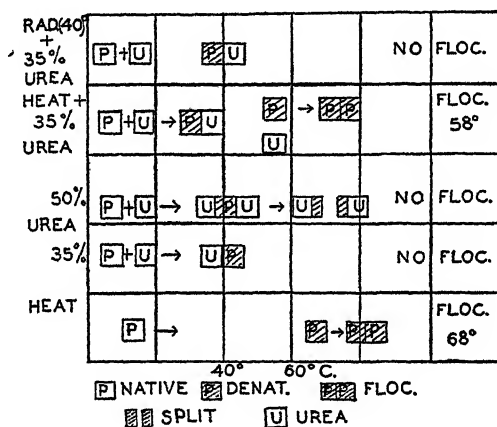 RAD.(40)
+
35%
UREA
P + U P U NO FLOC.
HEAT +
35%
UREA
P + U → P U P → P P FLOC.
U 58°
50%
UREA
P + U → U P U → U U NO FLOC.
35% P + U → U P NO FLOC.
HEAT P → P → P P FLOC.
68°
40° 60°C.
P NATIVE P DENAT. P P FLOC.
SPLIT U UREA